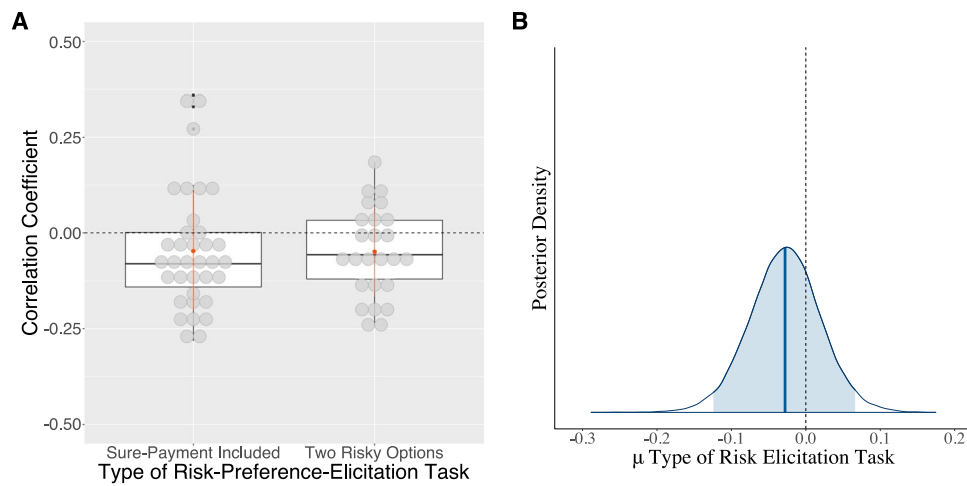 A
Correlation Coefficient
0.50
0.25
0.00
-0.25
-0.50
Sure-Payment Included
Two Risky Options
Type of Risk-Preference-Elicitation Task
B
Posterior Density
-0.3
-0.2
-0.1
0.0
0.1
0.2
μ Type of Risk Elicitation Task